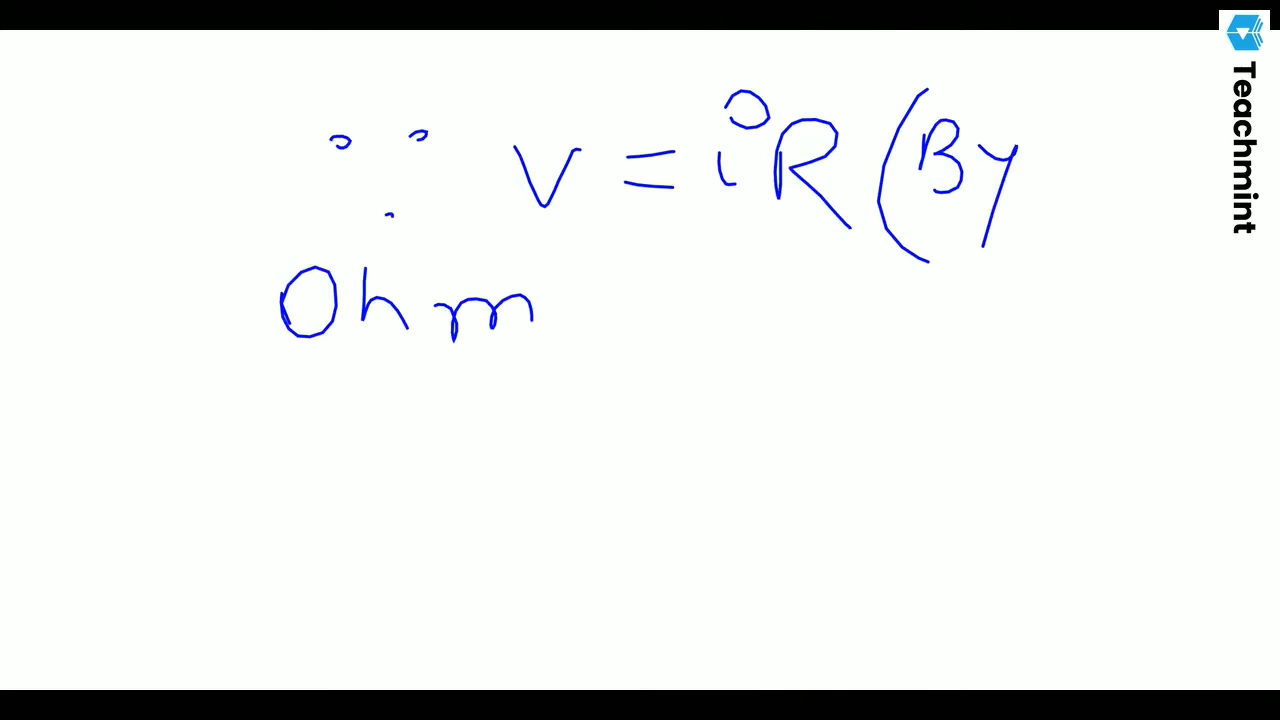 ∵ V = iR (By
Ohm
Teachmint